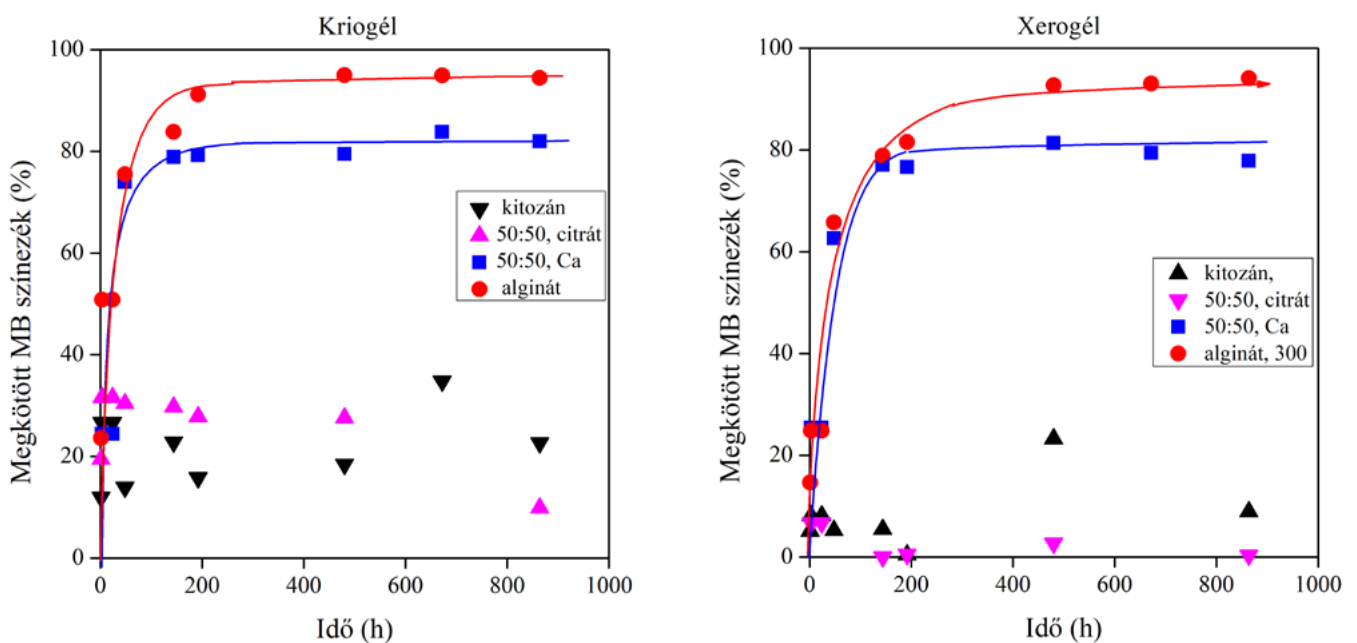 Kriogél
100
80
60
40
20
0
Megkötött MB színezék (%)
kitozán
50:50, citrát
50:50, Ca
alginát
0 200 400 600 800 1000
Idő (h)
Xerogél
100
80
60
40
20
0
Megkötött MB színezék (%)
kitozán,
50:50, citrát
50:50, Ca
alginát, 300
0 200 400 600 800 1000
Idő (h)